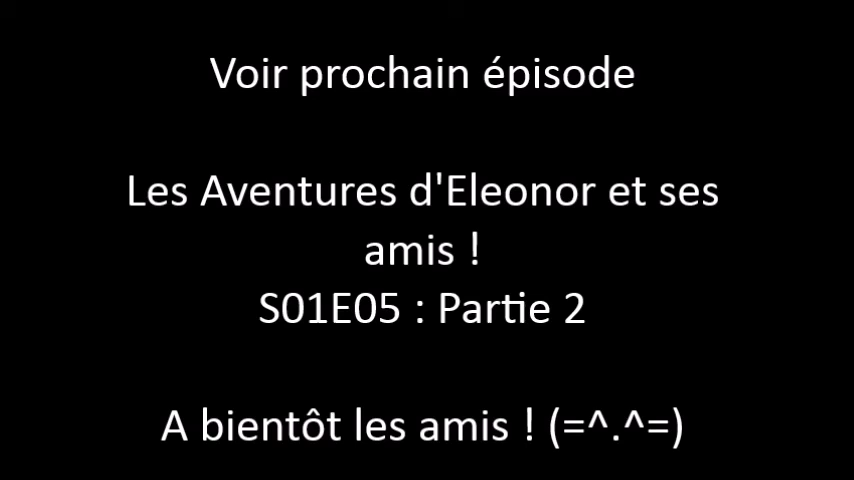 Voir prochain épisode
Les Aventures d'Eleonor et ses
amis !
S01E05 : Partie 2
A bientôt les amis ! (=^.^=)